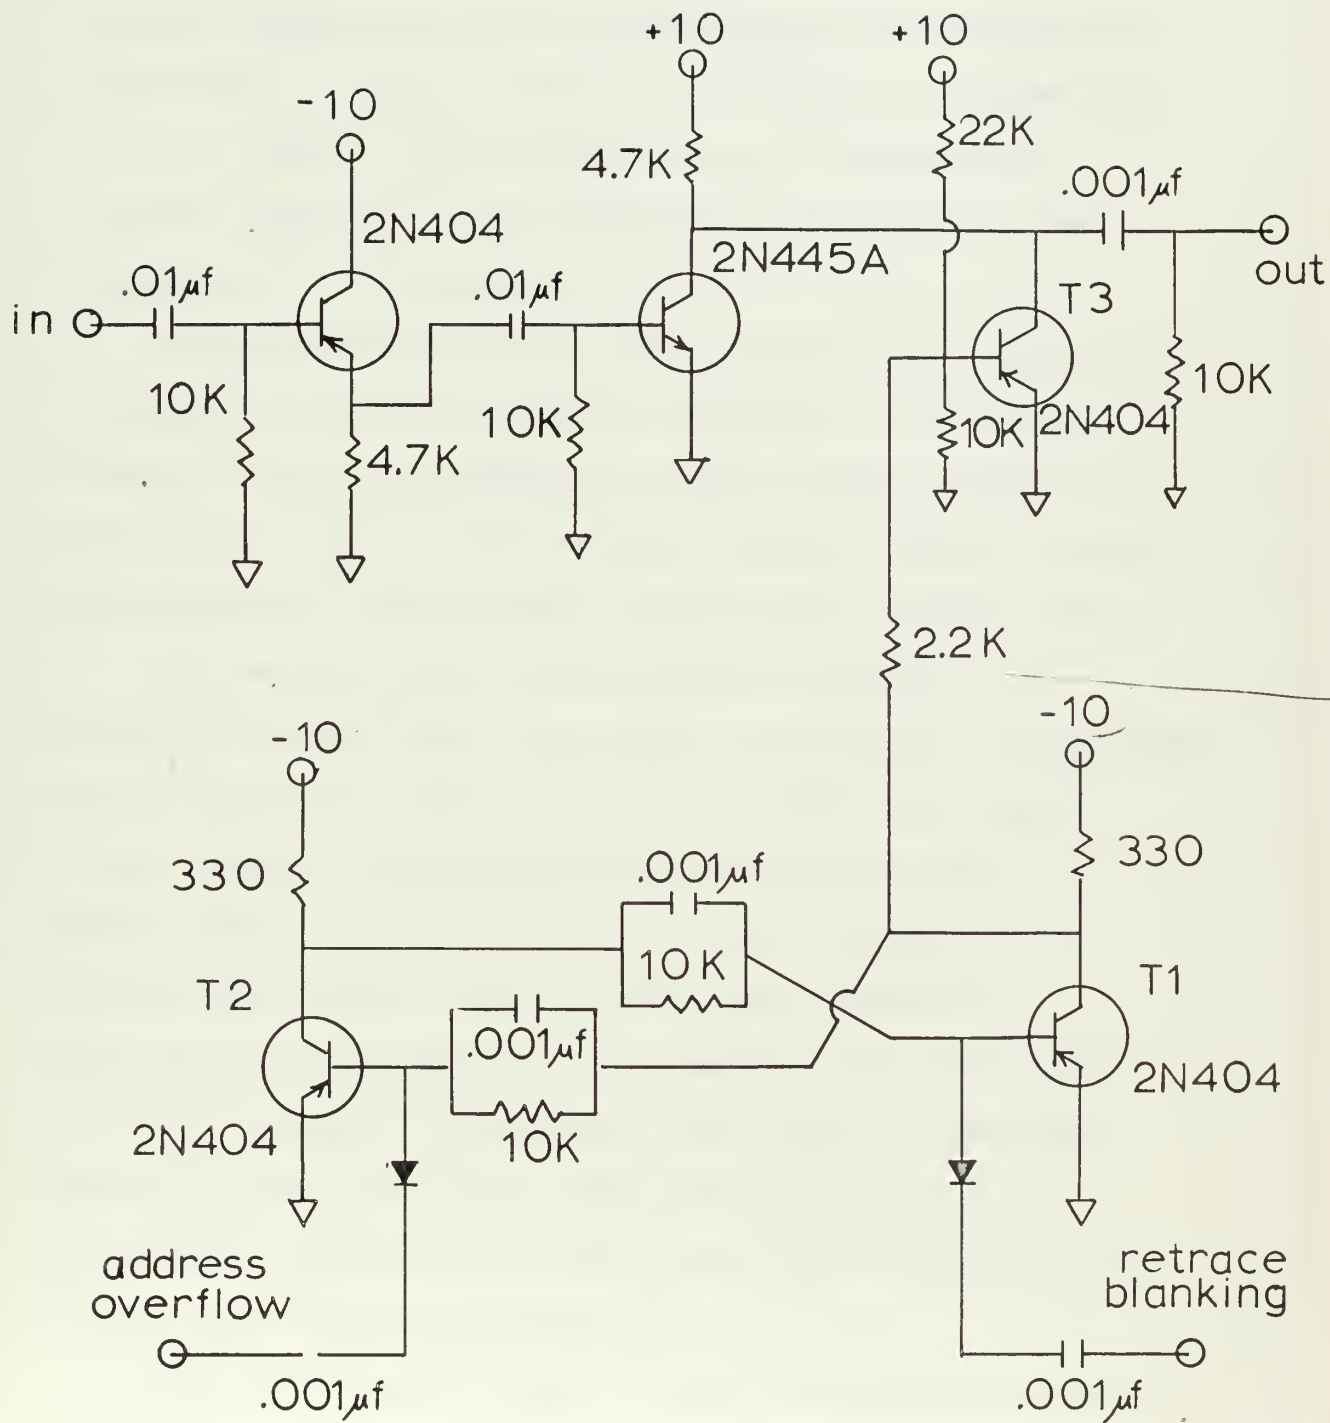 +10
+10
-10
22K
4.7K
.001μf
2N404
2N445A
out
.01μf
.01μf
T3
in
10K
10K
10K
10K
2N404
4.7K
2.2K
-10
-10
330
330
.001μf
10K
T2
T1
.001μf
2N404
2N404
10K
address
overflow
retrace
blanking
.001μf
.001μf